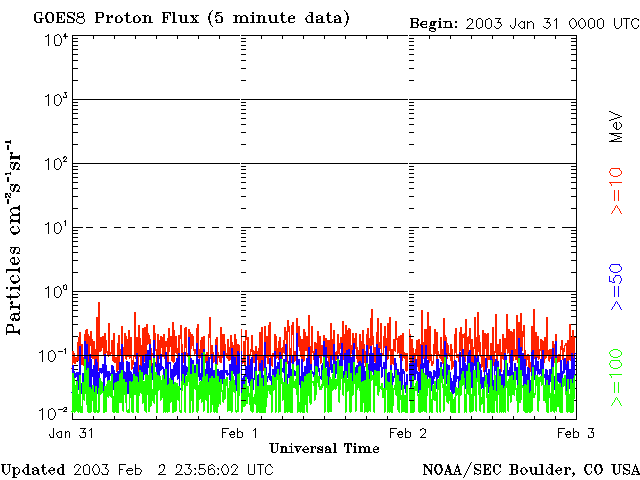 GOES8 Proton Flux (5 minute data)
Begin: 2003 Jan 31 0000 UTC
10⁴
10³
10²
10¹
10⁰
10⁻¹
10⁻²
Particles cm⁻²s⁻¹sr⁻¹
MeV
>=10
>=50
>=100
Jan 31 Feb 1 Feb 2 Feb 3
Universal Time
Updated 2003 Feb 2 23:56:02 UTC
NOAA/SEC Boulder, CO USA